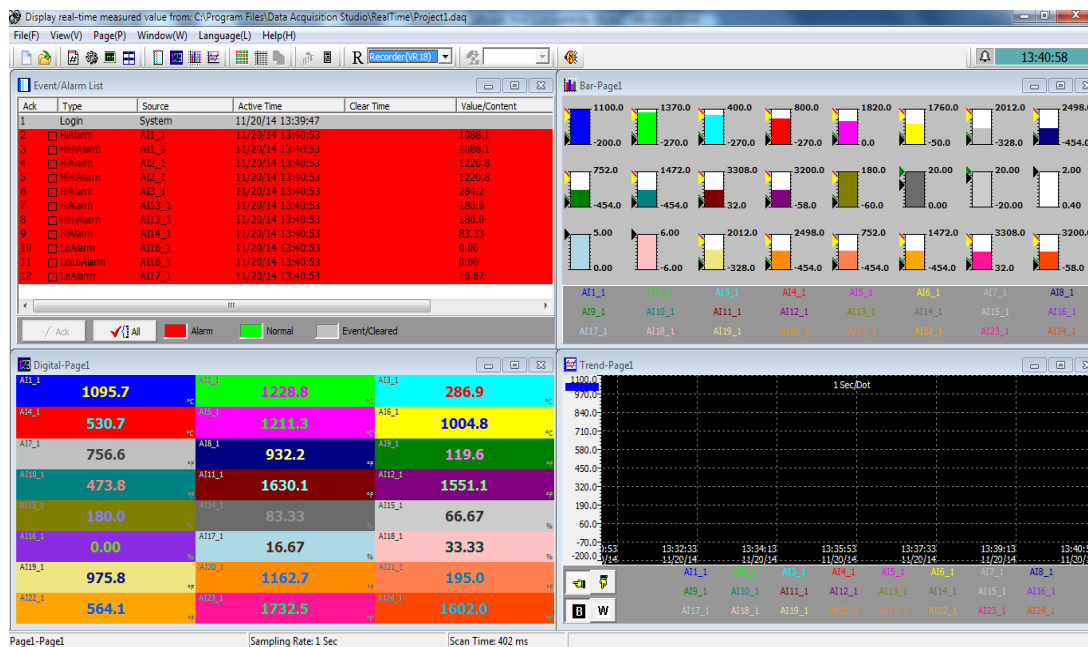 Display real-time measured value from: C:\Program Files\Data Acquisition Studio\RealTime\Project1.daq
File(F) View(V) Page(P) Window(W) Language(L) Help(H)
R Recorder(VR18) 13:40:58
Event/Alarm List
Ack Type Source Active Time Clear Time Value/Content
1 Login System 11/20/14 13:39:47
2 HiAlarm AI1_1 11/20/14 13:40:53 1088.1
3 HiHiAlarm AI1_1 11/20/14 13:40:53 1088.1
4 HiAlarm AI2_1 11/20/14 13:40:53 1220.8
5 HiHiAlarm AI2_1 11/20/14 13:40:53 1220.8
6 HiAlarm AI3_1 11/20/14 13:40:53 284.2
7 HiAlarm AI13_1 11/20/14 13:40:53 180.0
8 HiHiAlarm AI13_1 11/20/14 13:40:53 180.0
9 HiAlarm AI14_1 11/20/14 13:40:53 83.33
10 LoAlarm AI16_1 11/20/14 13:40:53 0.00
11 LoLoAlarm AI16_1 11/20/14 13:40:53 0.00
12 LoAlarm AI17_1 11/20/14 13:40:53 16.67
Ack All Alarm Normal Event/Cleared
Bar-Page1
1100.0 1370.0 400.0 800.0 1820.0 1760.0 2012.0 2498.0
-200.0 -270.0 -270.0 -270.0 0.0 -50.0 -328.0 -454.0
752.0 1472.0 3308.0 3200.0 180.0 20.00 20.00 2.00
-454.0 -454.0 32.0 -58.0 -60.0 0.00 -20.00 0.40
5.00 6.00 2012.0 2498.0 752.0 1472.0 3308.0 3200.0
0.00 -6.00 -328.0 -454.0 -454.0 -454.0 32.0 -58.0
AI1_1 AI2_1 AI3_1 AI4_1 AI5_1 AI6_1 AI7_1 AI8_1
AI9_1 AI10_1 AI11_1 AI12_1 AI13_1 AI14_1 AI15_1 AI16_1
AI17_1 AI18_1 AI19_1 AI20_1 AI21_1 AI22_1 AI23_1 AI24_1
Digital-Page1
AI1_1 1095.7 °C AI2_1 1228.8 °C AI3_1 286.9 °C
AI4_1 530.7 °C AI5_1 1211.3 °C AI6_1 1004.8 °C
AI7_1 756.6 °F AI8_1 932.2 °F AI9_1 119.6 °F
AI10_1 473.8 °F AI11_1 1630.1 °F AI12_1 1551.1 °F
AI13_1 180.0 °C AI14_1 83.33 % AI15_1 66.67 %
AI16_1 0.00 % AI17_1 16.67 % AI18_1 33.33 %
AI19_1 975.8 °F AI20_1 1162.7 °F AI21_1 195.0 °F
AI22_1 564.1 °F AI23_1 1732.5 °F AI24_1 1602.0 °F
Trend-Page1
1 Sec/Dot
1100.0
970.0
840.0
710.0
580.0
450.0
320.0
190.0
60.0
-70.0
-200.0
:53 13:32:33 13:34:13 13:35:53 13:37:33 13:39:13 13:40:5
/14 11/20/14 11/20/14 11/20/14 11/20/14 11/20/14 11/20/
AI1_1 AI2_1 AI3_1 AI4_1 AI5_1 AI6_1 AI7_1 AI8_1
AI9_1 AI10_1 AI11_1 AI12_1 AI13_1 AI14_1 AI15_1 AI16_1
B W AI17_1 AI18_1 AI19_1 AI20_1 AI21_1 AI22_1 AI23_1 AI24_1
Page1-Page1 Sampling Rate: 1 Sec Scan Time: 402 ms